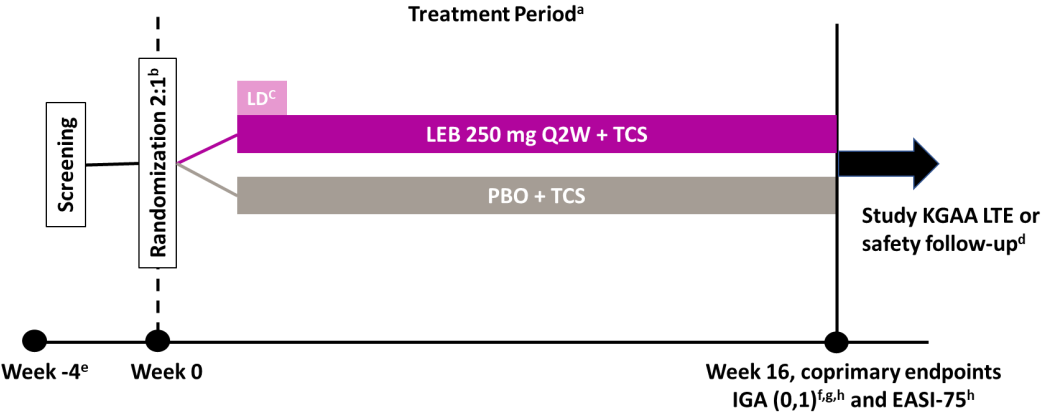 Treatment Periodᵃ
Screening
Randomization 2:1ᵇ
LDᶜ
LEB 250 mg Q2W + TCS
PBO + TCS
Study KGAA LTE or
safety follow-upᵈ
Week -4ᵉ
Week 0
Week 16, coprimary endpoints
IGA (0,1)ᶠ,ᵍ,ʰ and EASI-75ʰ